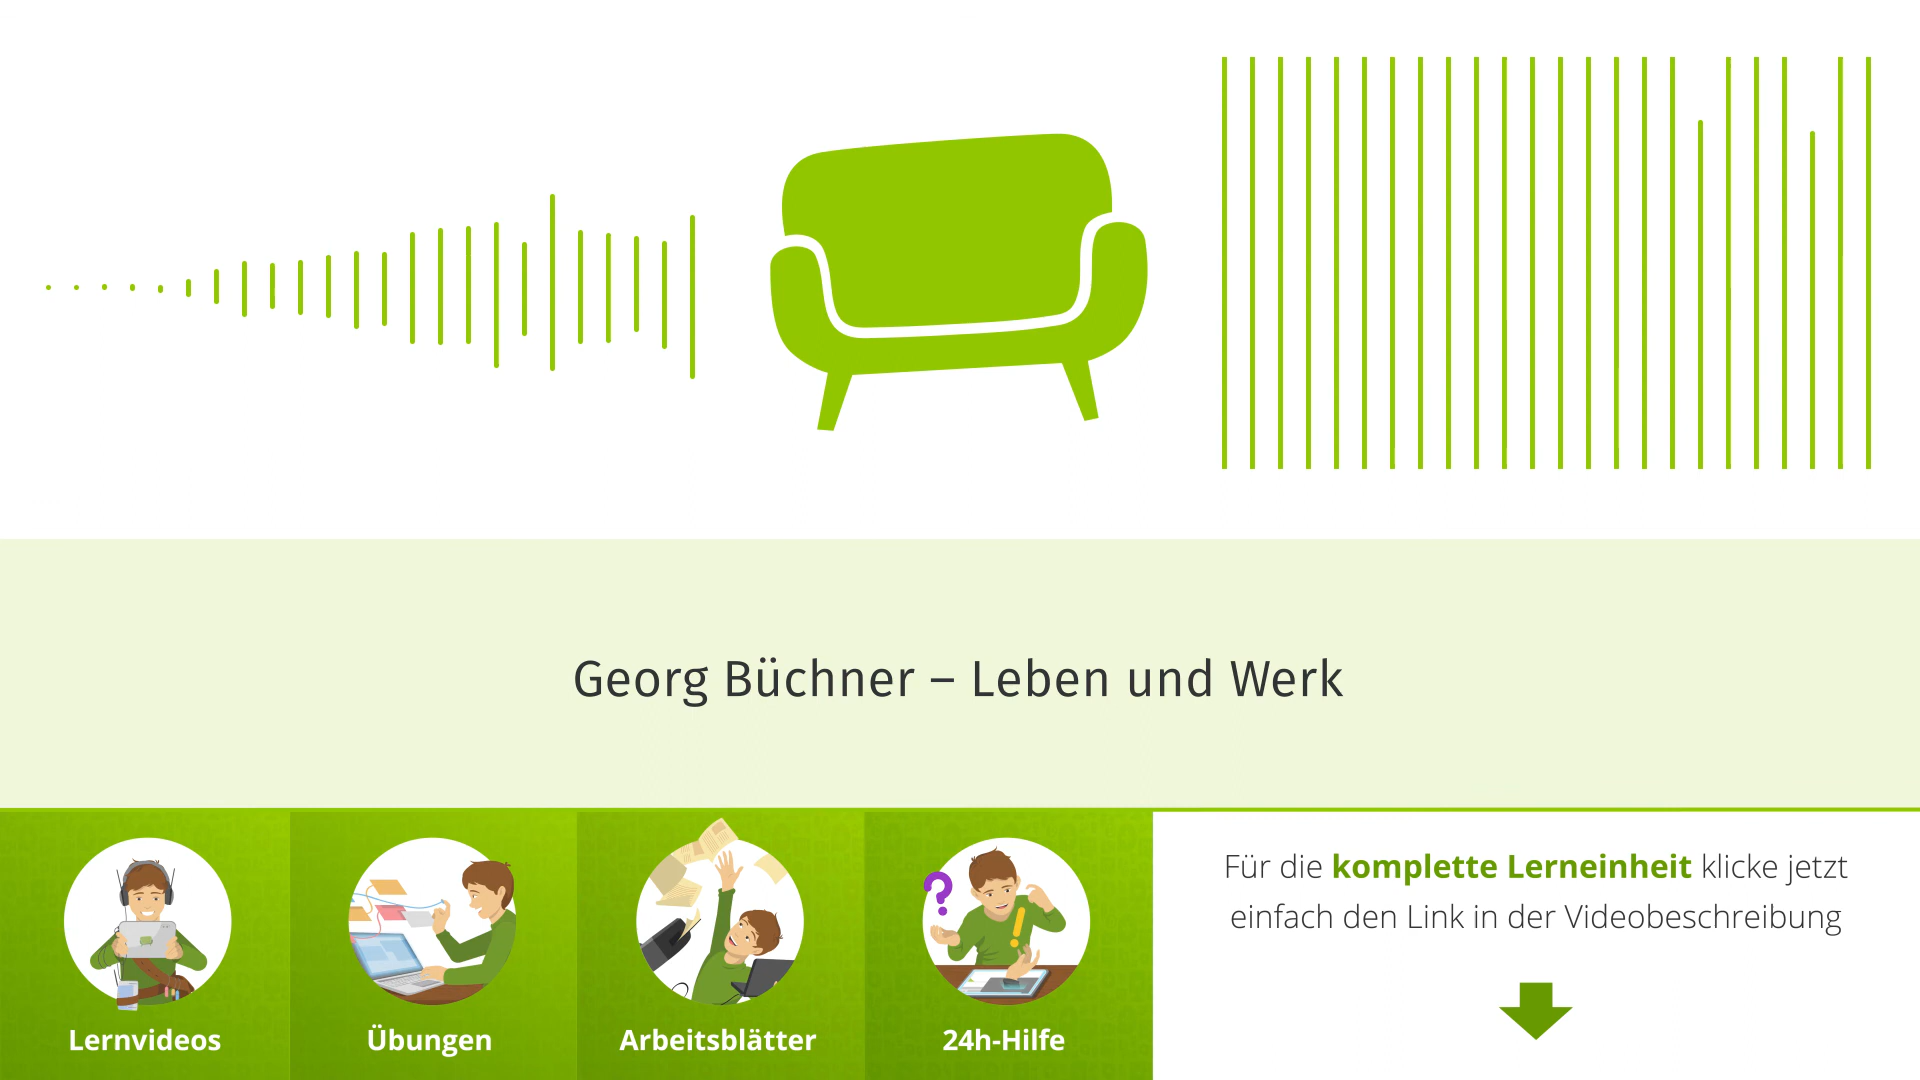 Georg Büchner – Leben und Werk
Lernvideos
Übungen
Arbeitsblätter
24h-Hilfe
Für die komplette Lerneinheit klicke jetzt
einfach den Link in der Videobeschreibung